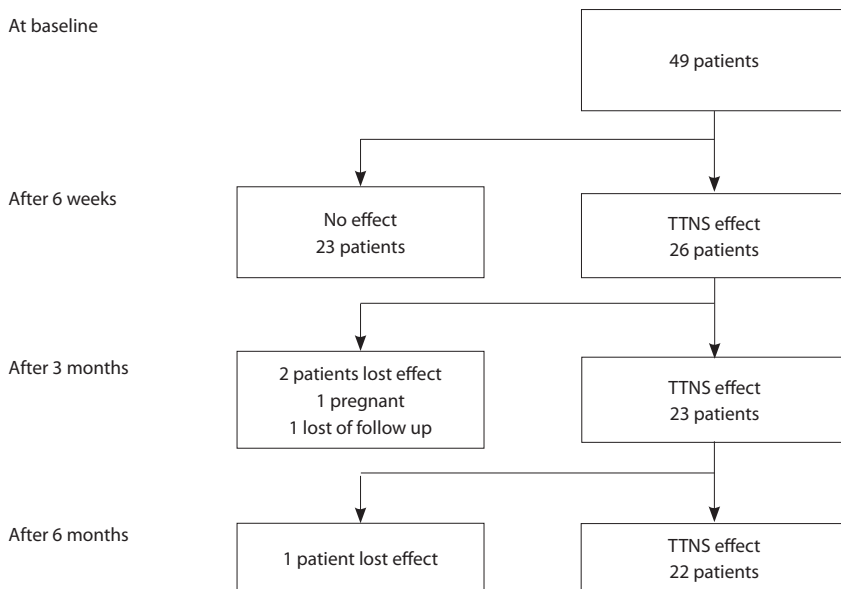 At baseline
49 patients
After 6 weeks
No effect
23 patients
TTNS effect
26 patients
After 3 months
2 patients lost effect
1 pregnant
1 lost of follow up
TTNS effect
23 patients
After 6 months
1 patient lost effect
TTNS effect
22 patients